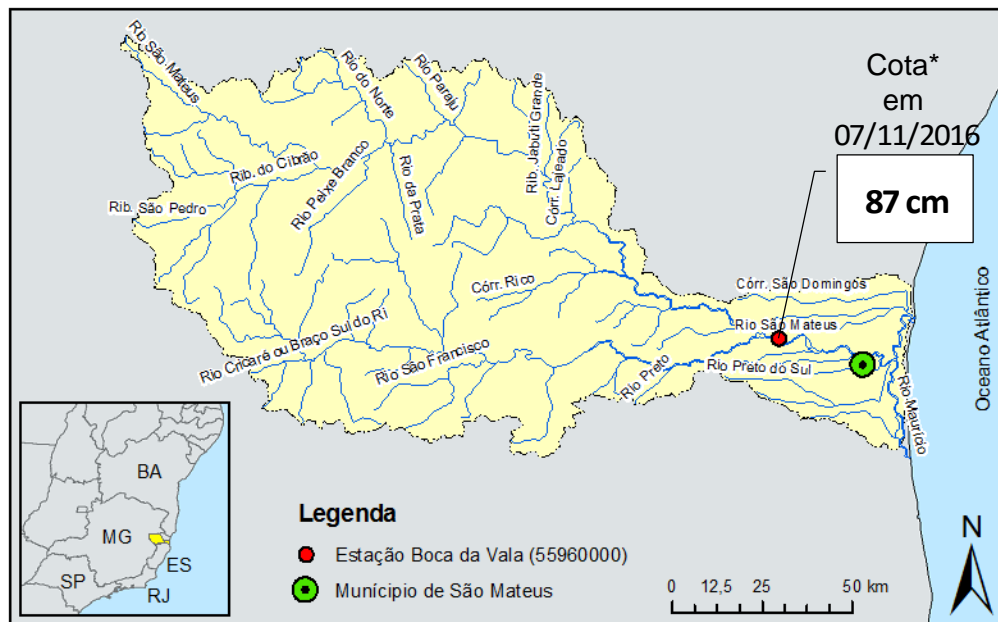 Rib. São Mateus
Rio do Norte
Rio Paraju
Rib. Jabuti Grande
Córr. Lajeado
Rib. do Cibrão
Rio Peixe Branco
Rio da Prata
Rib. São Pedro
Córr. Rico
Córr. São Domingos
Rio São Mateus
Rio Cricaré ou Braço Sul do Ri
Rio São Francisco
Rio Preto
Rio Preto do Sul
Rio Mauricío
Oceano Atlântico
Cota*
em
07/11/2016
87 cm
BA
MG
ES
SP
RJ
Legenda
Estação Boca da Vala (55960000)
Munícipio de São Mateus
0 12,5 25 50 km
N